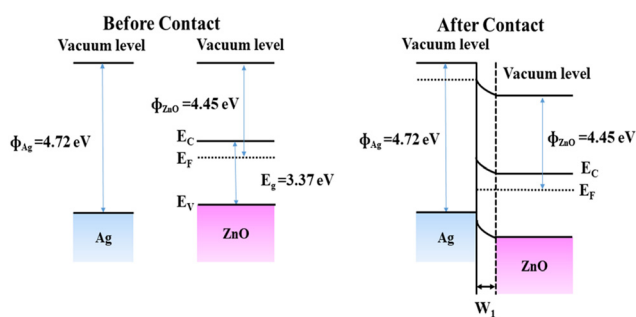 Before Contact
Vacuum level
Vacuum level
ϕAg=4.72 eV
ϕZnO=4.45 eV
EC
EF
Eg=3.37 eV
EV
Ag
ZnO
After Contact
Vacuum level
Vacuum level
ϕAg=4.72 eV
ϕZnO=4.45 eV
EC
EF
Ag
ZnO
W1